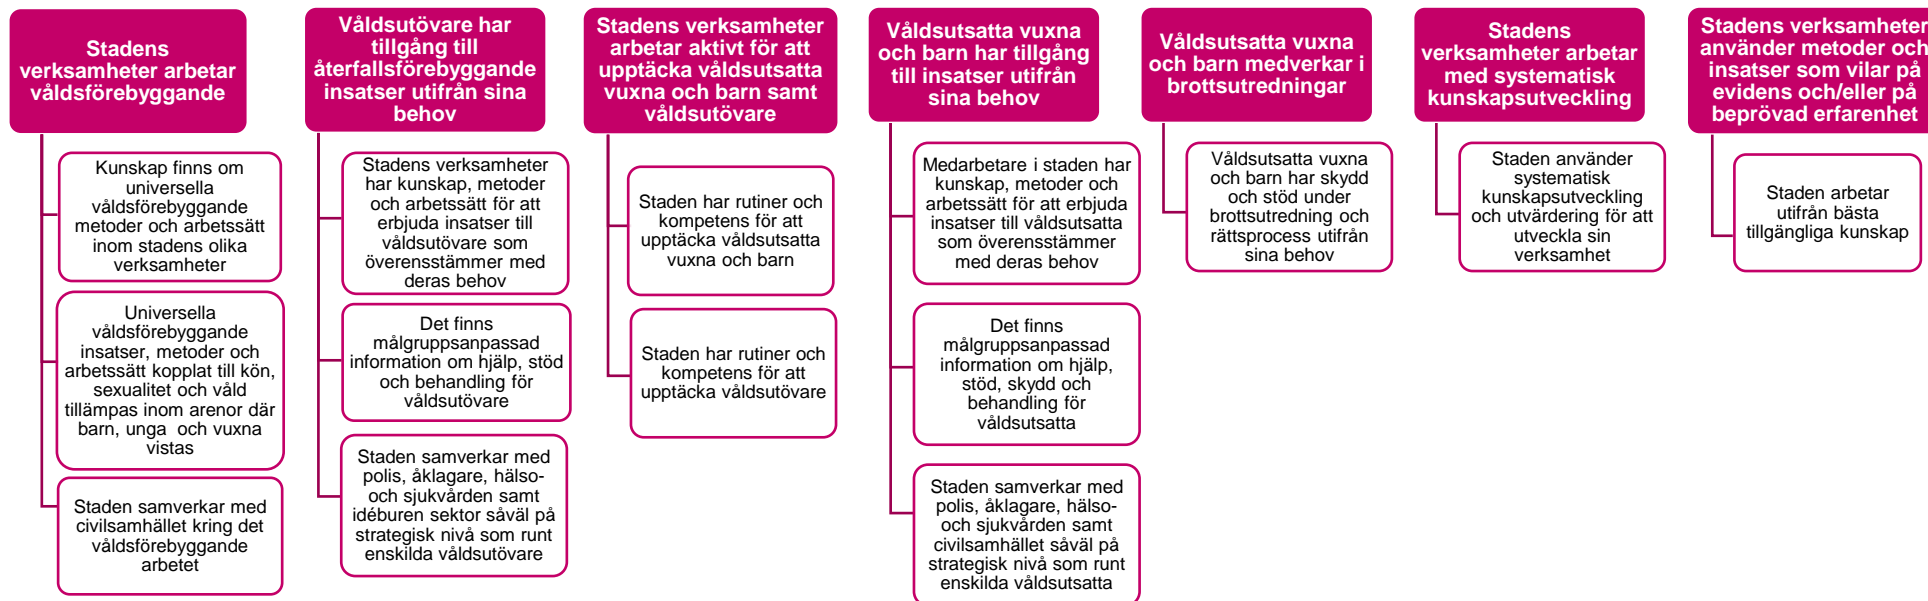 Stadens
verksamheter arbetar
våldsförebyggande
Kunskap finns om
universella
våldsförebyggande
metoder och arbetssätt
inom stadens olika
verksamheter
Universella
våldsförebyggande
insatser, metoder och
arbetssätt kopplat till kön,
sexualitet och våld
tillämpas inom arenor där
barn, unga och vuxna
vistas
Staden samverkar med
civilsamhället kring det
våldsförebyggande
arbetet
Våldsutövare har
tillgång till
återfallsförebyggande
insatser utifrån sina
behov
Stadens verksamheter
har kunskap, metoder
och arbetssätt för att
erbjuda insatser till
våldsutövare som
överensstämmer med
deras behov
Det finns
målgruppsanpassad
information om hjälp, stöd
och behandling för
våldsutövare
Staden samverkar med
polis, åklagare, hälso-
och sjukvården samt
idéburen sektor såväl på
strategisk nivå som runt
enskilda våldsutövare
Stadens verksamheter
arbetar aktivt för att
upptäcka våldsutsatta
vuxna och barn samt
våldsutövare
Staden har rutiner och
kompetens för att
upptäcka våldsutsatta
vuxna och barn
Staden har rutiner och
kompetens för att
upptäcka våldsutövare
Våldsutsatta vuxna
och barn har tillgång
till insatser utifrån
sina behov
Medarbetare i staden har
kunskap, metoder och
arbetssätt för att erbjuda
insatser till våldsutsatta
som överensstämmer
med deras behov
Det finns
målgruppsanpassad
information om hjälp,
stöd, skydd och
behandling för
våldsutsatta
Staden samverkar med
polis, åklagare, hälso-
och sjukvården samt
civilsamhället såväl på
strategisk nivå som runt
enskilda våldsutsatta
Våldsutsatta vuxna
och barn medverkar i
brottsutredningar
Våldsutsatta vuxna
och barn har skydd
och stöd under
brottsutredning och
rättsprocess utifrån
sina behov
Stadens
verksamheter arbetar
med systematisk
kunskapsutveckling
Staden använder
systematisk
kunskapsutveckling
och utvärdering för att
utveckla sin
verksamhet
Stadens verksamheter
använder metoder och
insatser som vilar på
evidens och/eller på
beprövad erfarenhet
Staden arbetar
utifrån bästa
tillgängliga kunskap